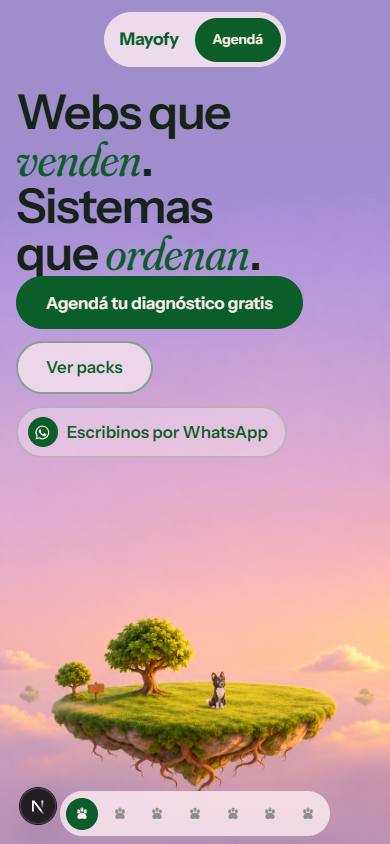 Mayofy
Agendá
Webs que
venden.
Sistemas
que ordenan.
Agendá tu diagnóstico gratis
Ver packs
Escribinos por WhatsApp
N